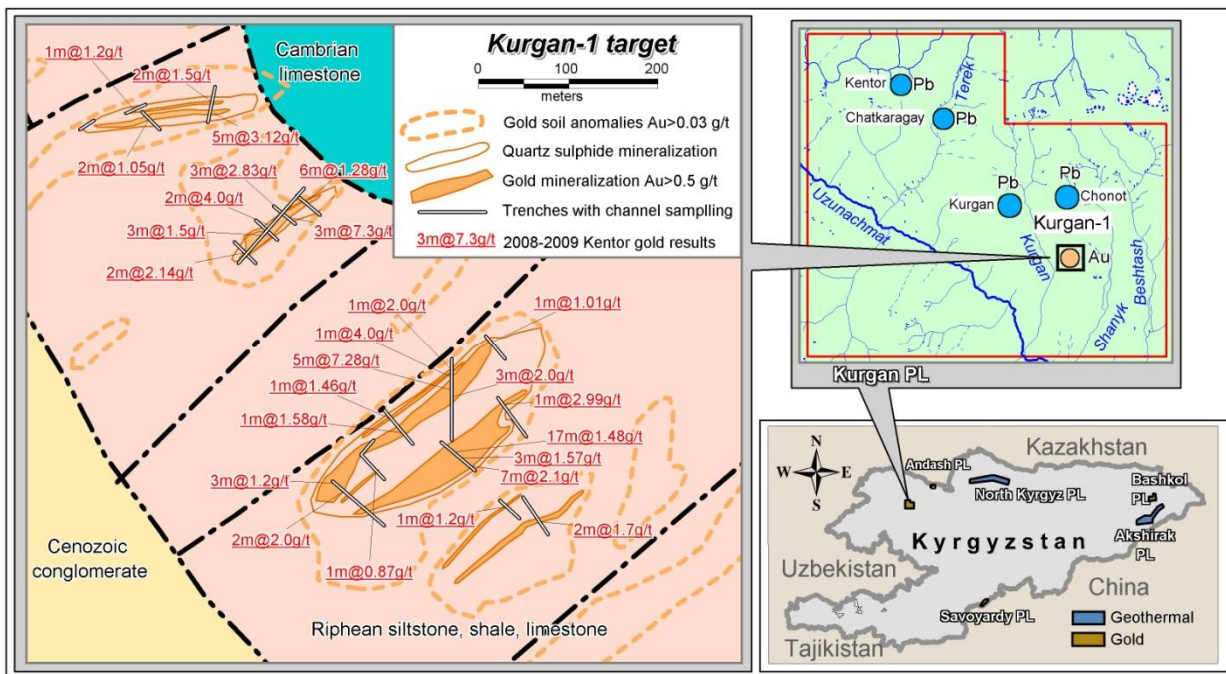 Kurgan-1 target
0 100 200
meters
Gold soil anomalies Au>0.03 g/t
Quartz sulphide mineralization
Gold mineralization Au>0.5 g/t
Trenches with channel samplling
3m@7.3g/t 2008-2009 Kentor gold results
Cambrian
limestone
1m@1.2g/t
2m@1.5g/t
5m@3.12g/t
2m@1.05g/t
3m@2.83g/t
6m@1.28g/t
2m@4.0g/t
3m@1.5g/t
3m@7.3g/t
2m@2.14g/t
1m@2.0g/t
1m@1.01g/t
1m@4.0g/t
5m@7.28g/t
3m@2.0g/t
1m@1.46g/t
1m@2.99g/t
1m@1.58g/t
17m@1.48g/t
3m@1.57g/t
7m@2.1g/t
3m@1.2g/t
1m@1.2g/t
2m@2.0g/t
2m@1.7g/t
1m@0.87g/t
Cenozoic
conglomerate
Riphean siltstone, shale, limestone
Kentor
Pb
Terek
Chatkaragay
Pb
Pb
Kurgan
Pb
Chonot
Kurgan-1
Au
Uzunachmat
Kurgan
Shanyk
Beshtash
Kurgan PL
N
W E
S
Kazakhstan
Andash PL
North Kyrgyz PL
Bashkol
PL
Akshirak
PL
Kyrgyzstan
Uzbekistan
China
Savoyardy PL
Tajikistan
Geothermal
Gold